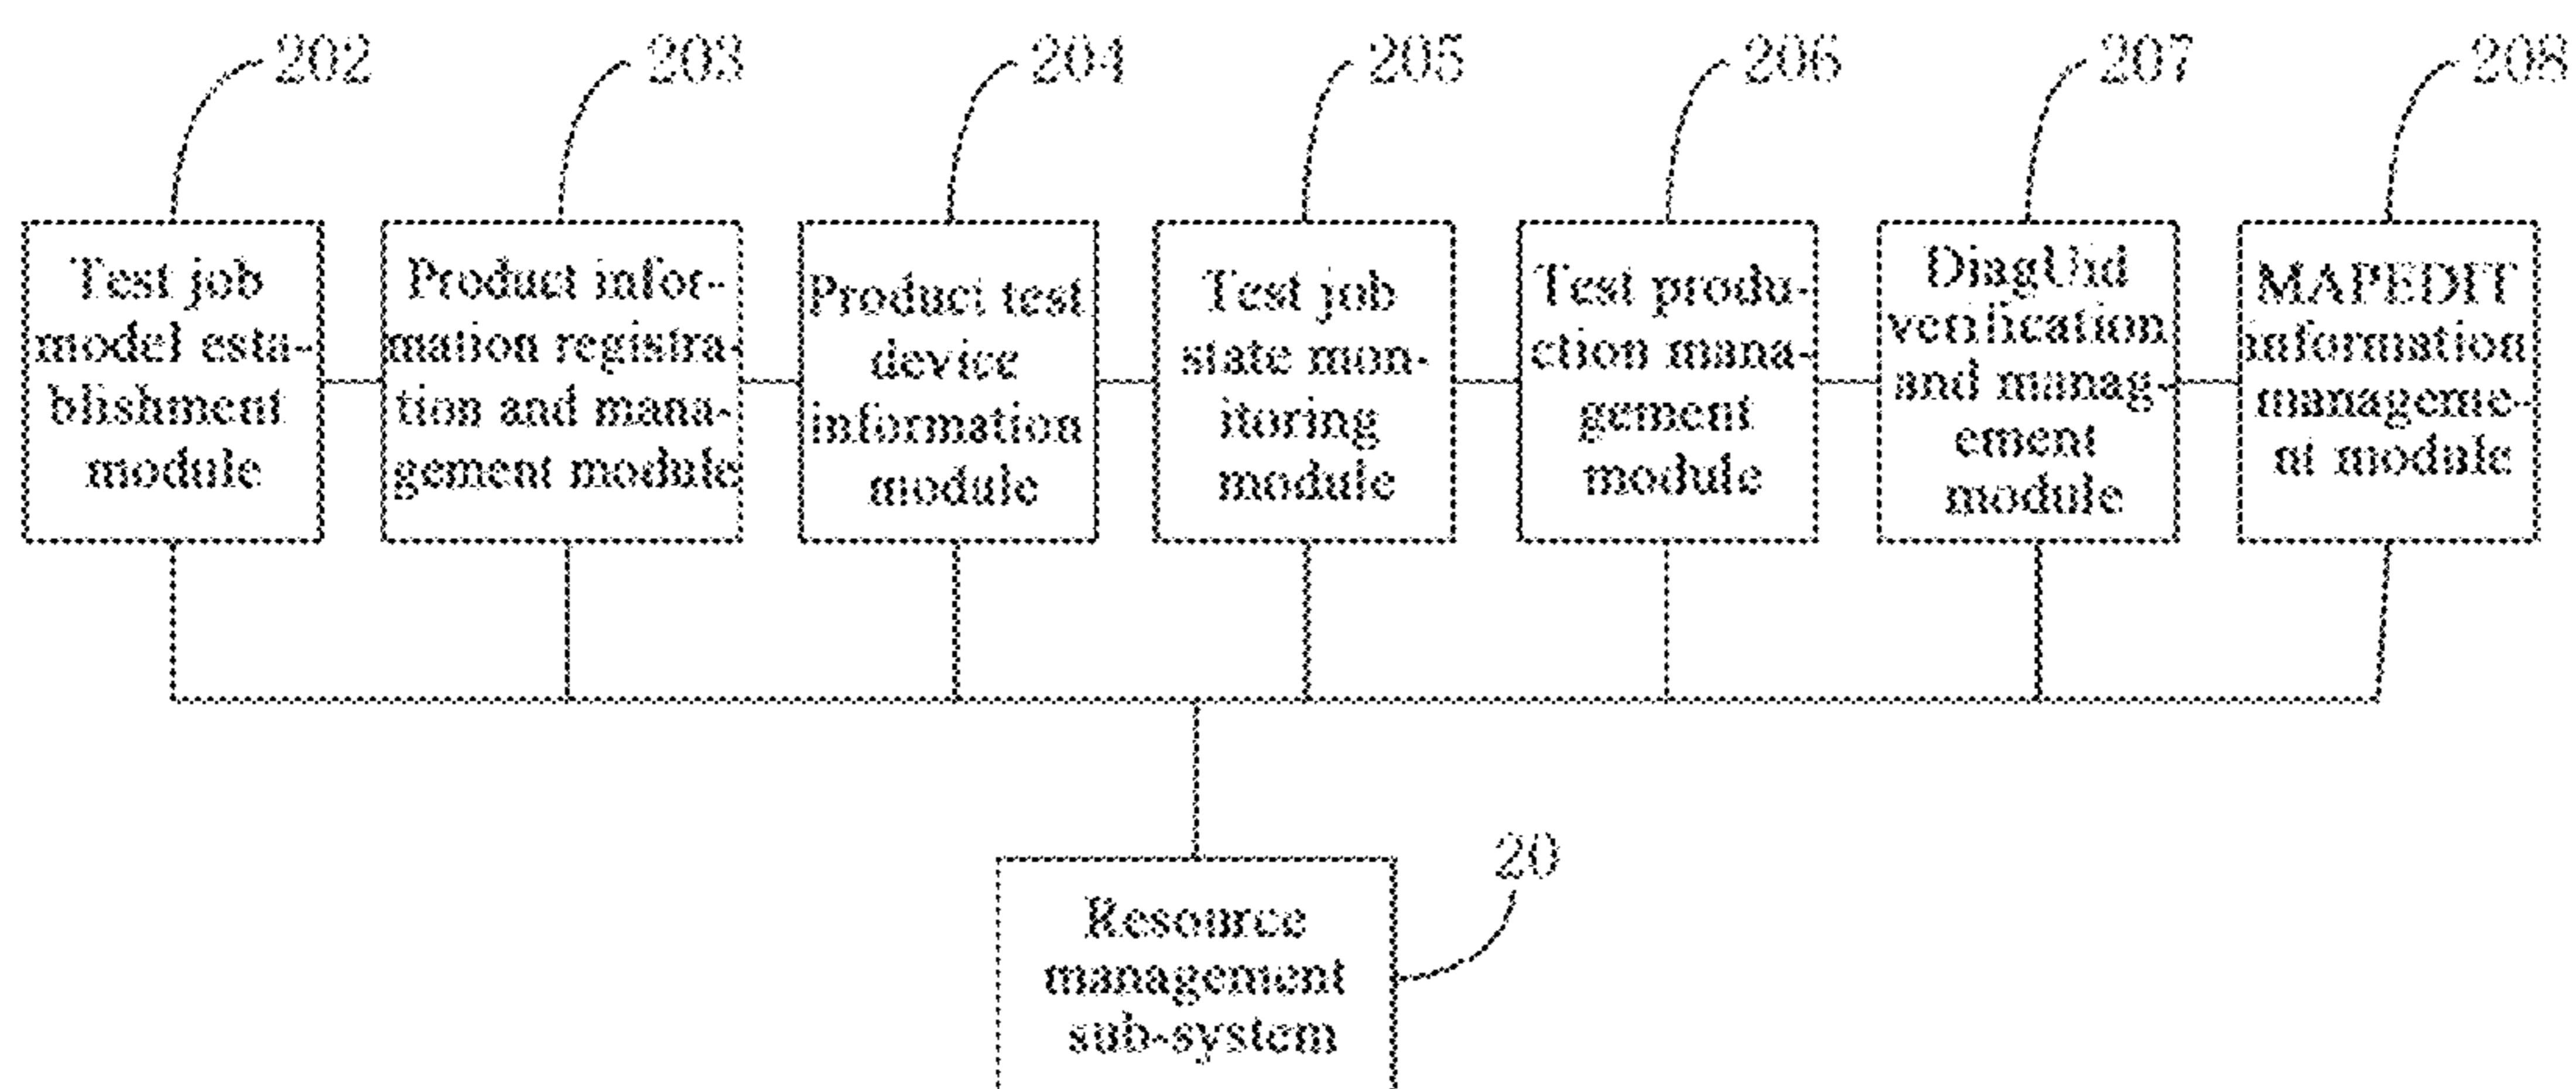 202
203
204
205
206
207
208
Test job
model esta-
blishment
module
Product infor-
mation registra-
tion and mana-
gement module
Product test
device
information
module
Test job
state mon-
itoring
module
Test produ-
ction mana-
gement
module
DiagUid
verification
and manag-
ement
module
MAPEDIT
information
manageme-
nt module
20
Resource
management
sub-system